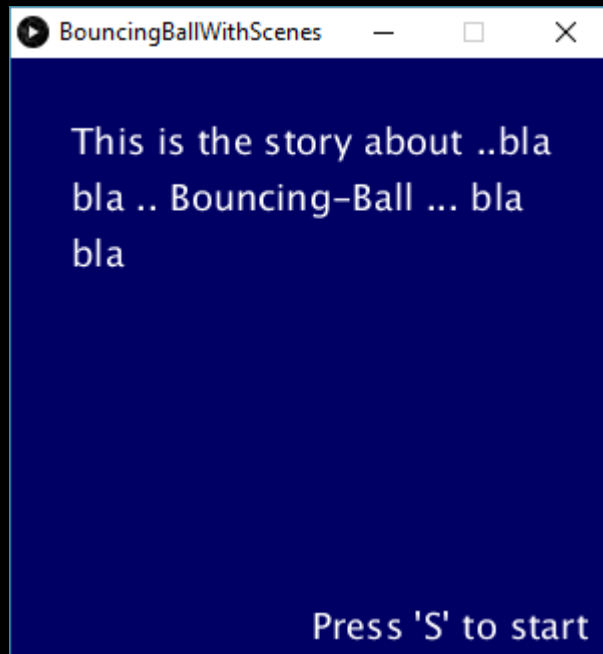 BouncingBallWithScenes
This is the story about ..bla
bla .. Bouncing-Ball ... bla
bla
Press 'S' to start